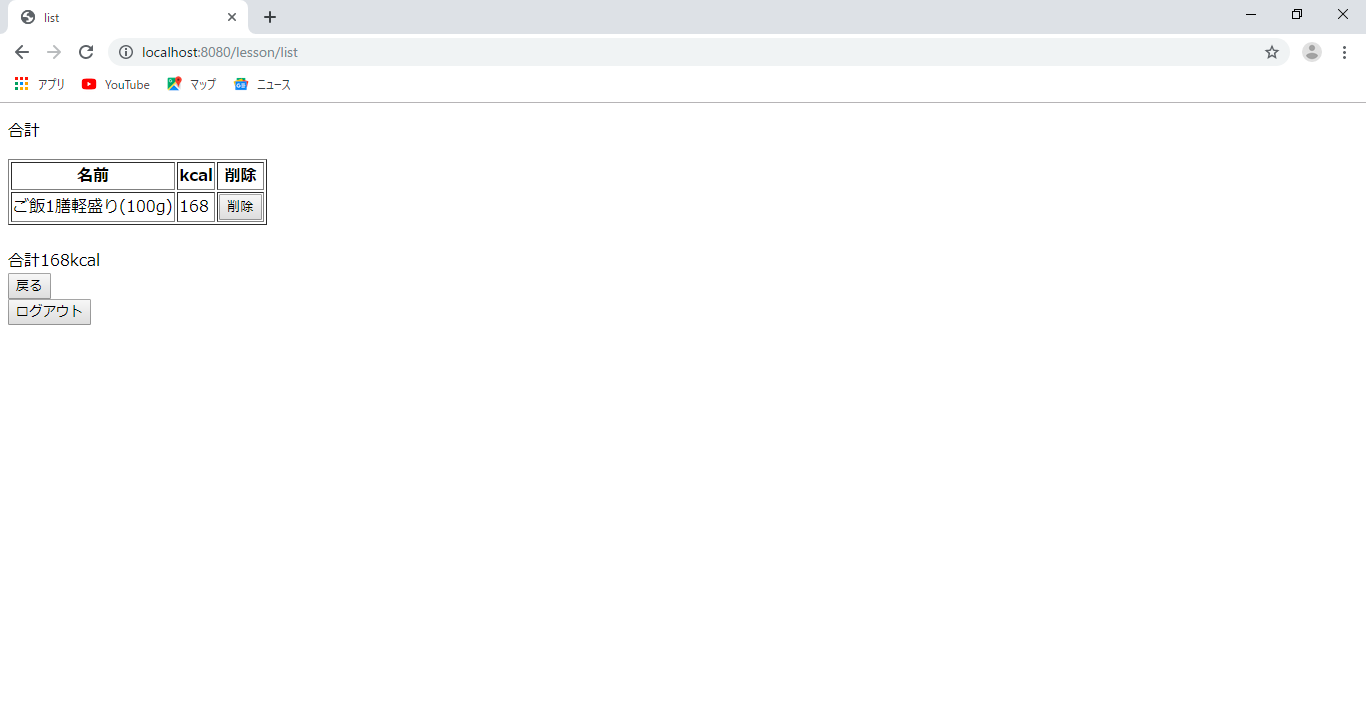 list
localhost:8080/lesson/list
アプリ YouTube マップ ニュース
合計
名前 kcal 削除
ご飯1膳軽盛り(100g) 168 削除
合計168kcal
戻る
ログアウト